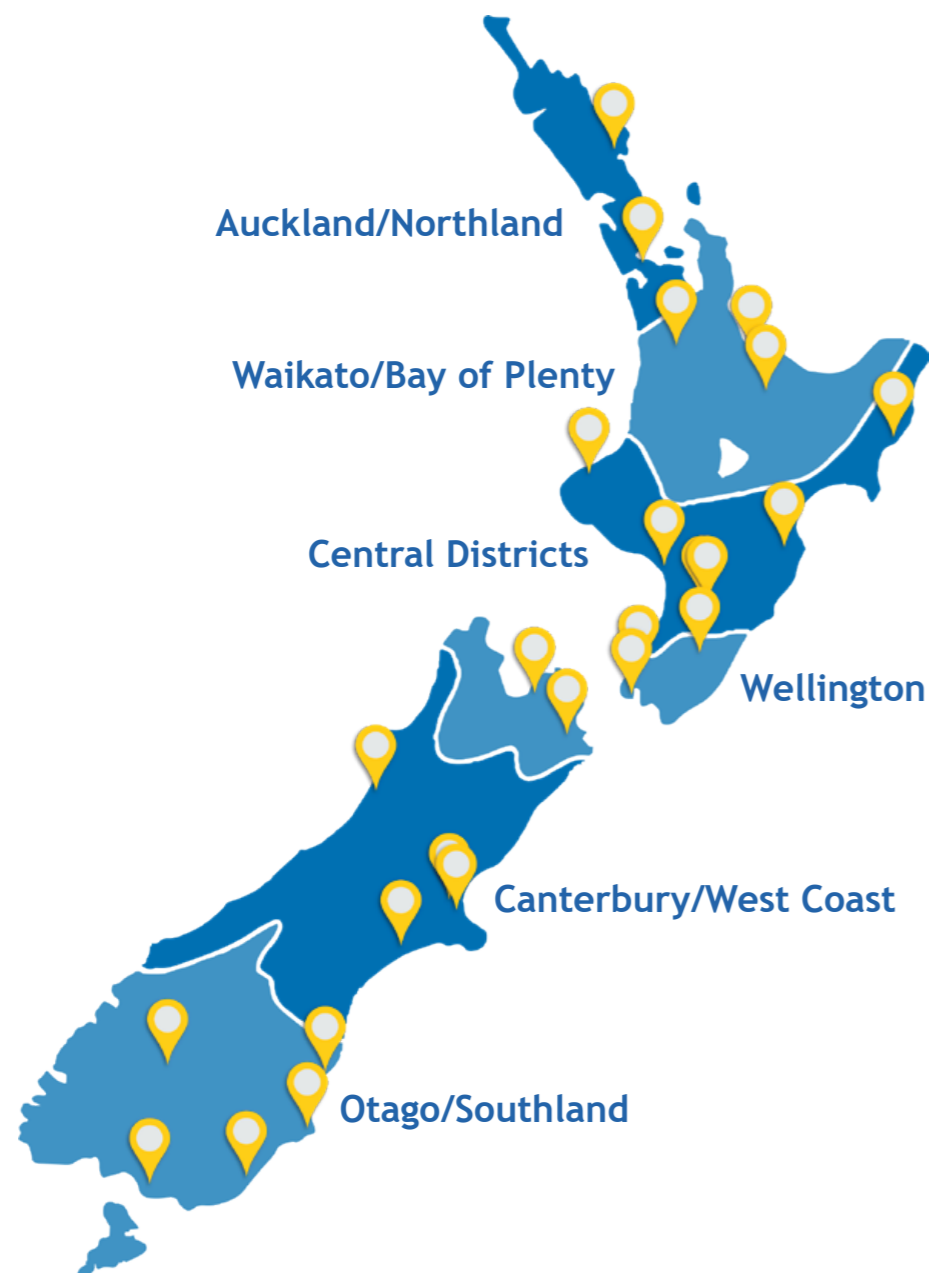 Auckland/Northland
Waikato/Bay of Plenty
Central Districts
Wellington
Canterbury/West Coast
Otago/Southland